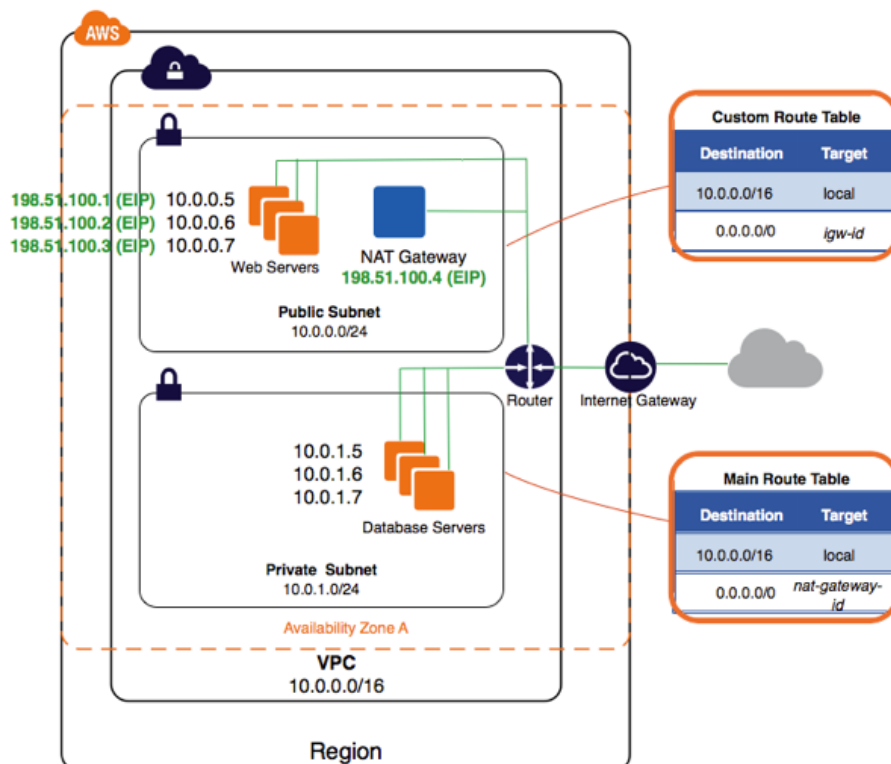 AWS
198.51.100.1 (EIP) 10.0.0.5
198.51.100.2 (EIP) 10.0.0.6
198.51.100.3 (EIP) 10.0.0.7
Web Servers
NAT Gateway
198.51.100.4 (EIP)
Public Subnet
10.0.0.0/24
Custom Route Table
Destination Target
10.0.0.0/16 local
0.0.0.0/0 igw-id
Router
Internet Gateway
10.0.1.5
10.0.1.6
10.0.1.7
Database Servers
Private Subnet
10.0.1.0/24
Main Route Table
Destination Target
10.0.0.0/16 local
0.0.0.0/0 nat-gateway-
id
Availability Zone A
VPC
10.0.0.0/16
Region